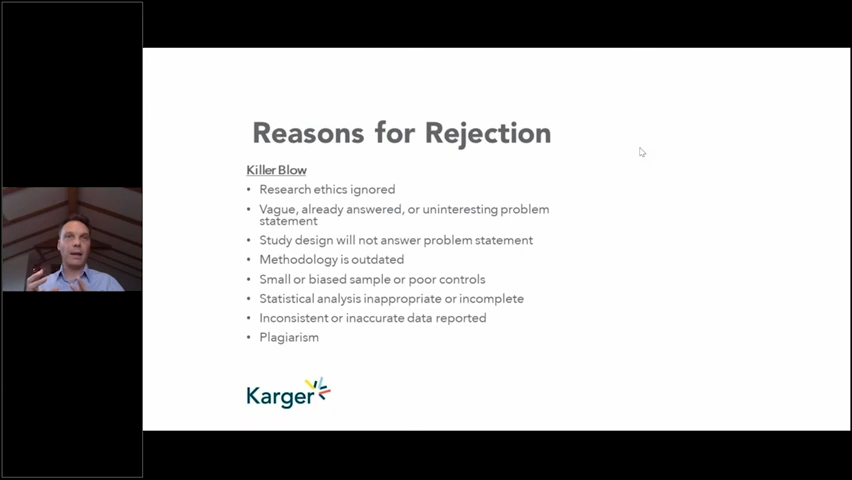 Reasons for Rejection
Killer Blow
• Research ethics ignored
• Vague, already answered, or uninteresting problem
statement
• Study design will not answer problem statement
• Methodology is outdated
• Small or biased sample or poor controls
• Statistical analysis inappropriate or incomplete
• Inconsistent or inaccurate data reported
• Plagiarism
Karger